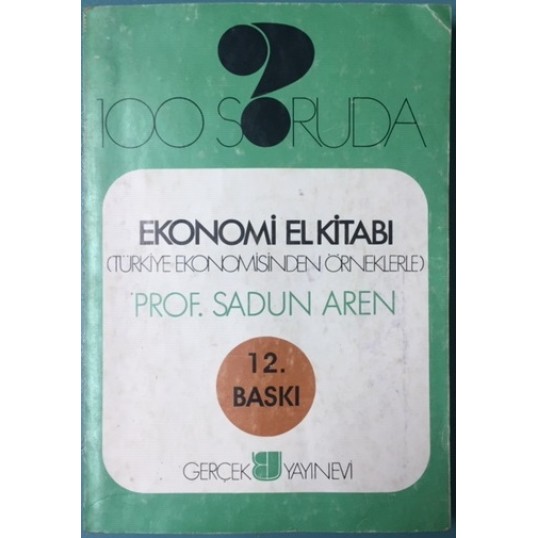 100 SORUDA
EKONOMİ EL KİTABI
(TÜRKİYE EKONOMİSİNDEN ÖRNEKLERLE)
PROF. SADUN AREN
12.
BASKI
GERÇEK YAYINEVİ